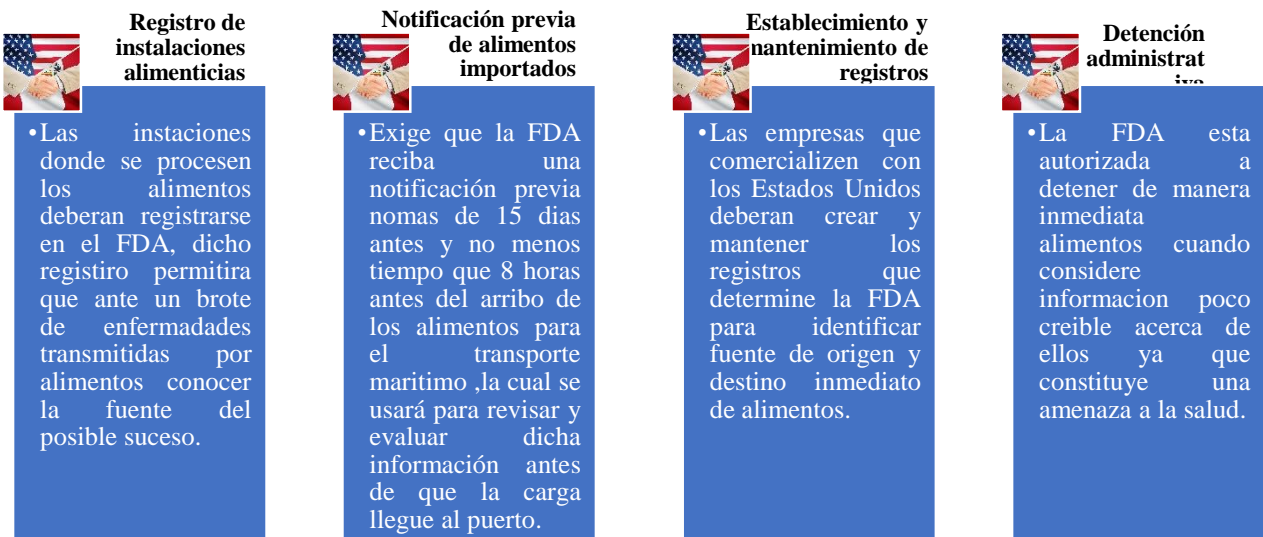 Registro de
instalaciones
alimenticias
•Las instaciones
donde se procesen
los alimentos
deberan registrarse
en el FDA, dicho
registiro permitira
que ante un brote
de enfermadades
transmitidas por
alimentos conocer
la fuente del
posible suceso.
Notificación previa
de alimentos
importados
•Exige que la FDA
reciba una
notificación previa
nomas de 15 dias
antes y no menos
tiempo que 8 horas
antes del arribo de
los alimentos para
el transporte
maritimo ,la cual se
usará para revisar y
evaluar dicha
información antes
de que la carga
llegue al puerto.
Establecimiento y
mantenimiento de
registros
•Las empresas que
comercializen con
los Estados Unidos
deberan crear y
mantener los
registros que
determine la FDA
para identificar
fuente de origen y
destino inmediato
de alimentos.
Detención
administrat
iva
•La FDA esta
autorizada a
detener de manera
inmediata
alimentos cuando
considere
informacion poco
creible acerca de
ellos ya que
constituye una
amenaza a la salud.